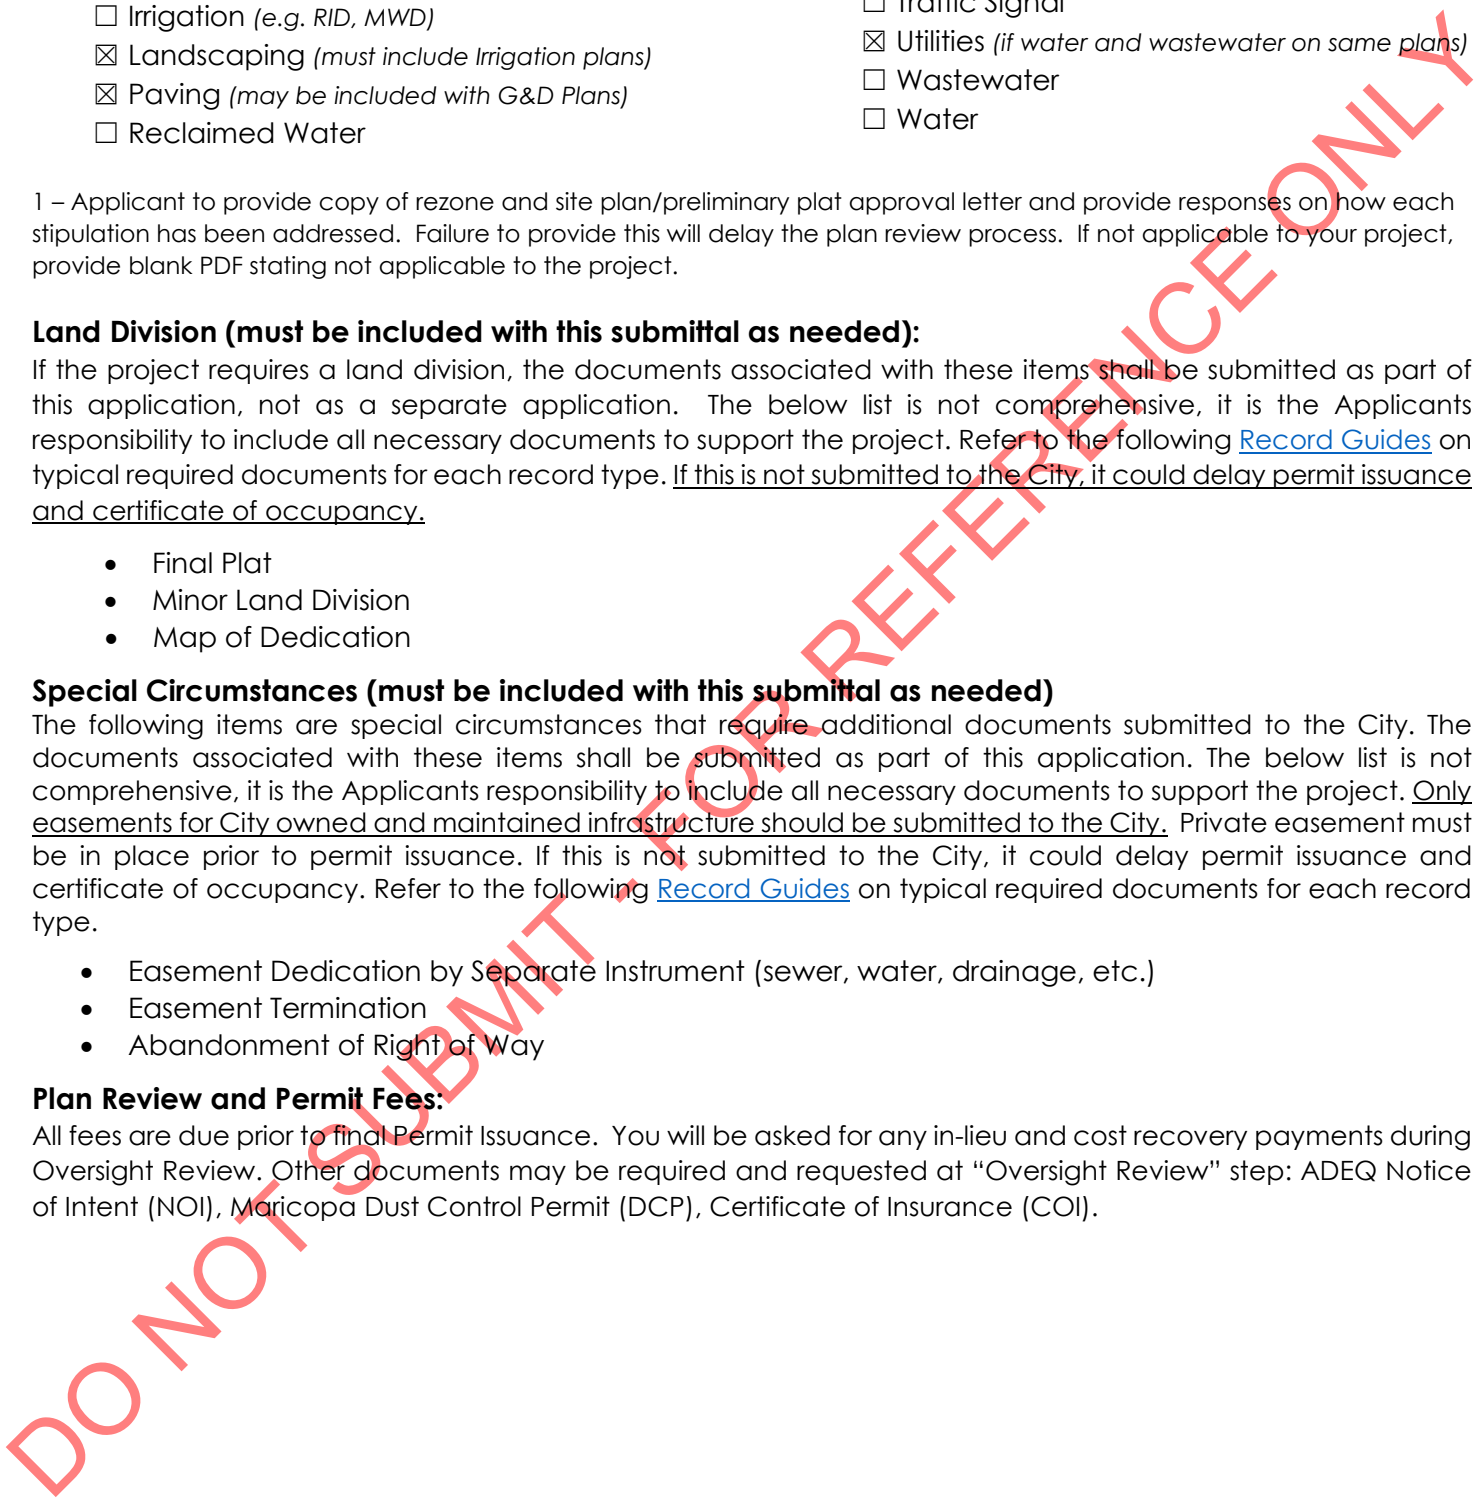 ☐ Irrigation (e.g. RID, MWD)
☒ Landscaping (must include Irrigation plans)
☒ Paving (may be included with G&D Plans)
☐ Reclaimed Water
☐ Traffic Signal
☒ Utilities (if water and wastewater on same plans)
☐ Wastewater
☐ Water
1 – Applicant to provide copy of rezone and site plan/preliminary plat approval letter and provide responses on how each
stipulation has been addressed. Failure to provide this will delay the plan review process. If not applicable to your project,
provide blank PDF stating not applicable to the project.
Land Division (must be included with this submittal as needed):
If the project requires a land division, the documents associated with these items shall be submitted as part of
this application, not as a separate application. The below list is not comprehensive, it is the Applicants
responsibility to include all necessary documents to support the project. Refer to the following Record Guides on
typical required documents for each record type. If this is not submitted to the City, it could delay permit issuance
and certificate of occupancy.
• Final Plat
• Minor Land Division
• Map of Dedication
Special Circumstances (must be included with this submittal as needed)
The following items are special circumstances that require additional documents submitted to the City. The
documents associated with these items shall be submitted as part of this application. The below list is not
comprehensive, it is the Applicants responsibility to include all necessary documents to support the project. Only
easements for City owned and maintained infrastructure should be submitted to the City. Private easement must
be in place prior to permit issuance. If this is not submitted to the City, it could delay permit issuance and
certificate of occupancy. Refer to the following Record Guides on typical required documents for each record
type.
• Easement Dedication by Separate Instrument (sewer, water, drainage, etc.)
• Easement Termination
• Abandonment of Right of Way
Plan Review and Permit Fees:
All fees are due prior to final Permit Issuance. You will be asked for any in-lieu and cost recovery payments during
Oversight Review. Other documents may be required and requested at “Oversight Review” step: ADEQ Notice
of Intent (NOI), Maricopa Dust Control Permit (DCP), Certificate of Insurance (COI).
DO NOT SUBMIT - FOR REFERENCE ONLY